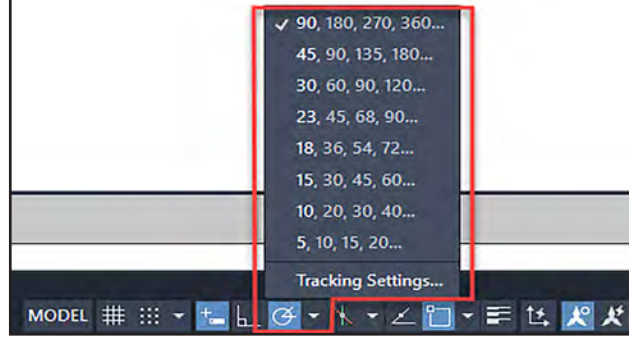 90, 180, 270, 360...
45, 90, 135, 180...
30, 60, 90, 120...
23, 45, 68, 90...
18, 36, 54, 72...
15, 30, 45, 60...
10, 20, 30, 40...
5, 10, 15, 20...
Tracking Settings...
MODEL